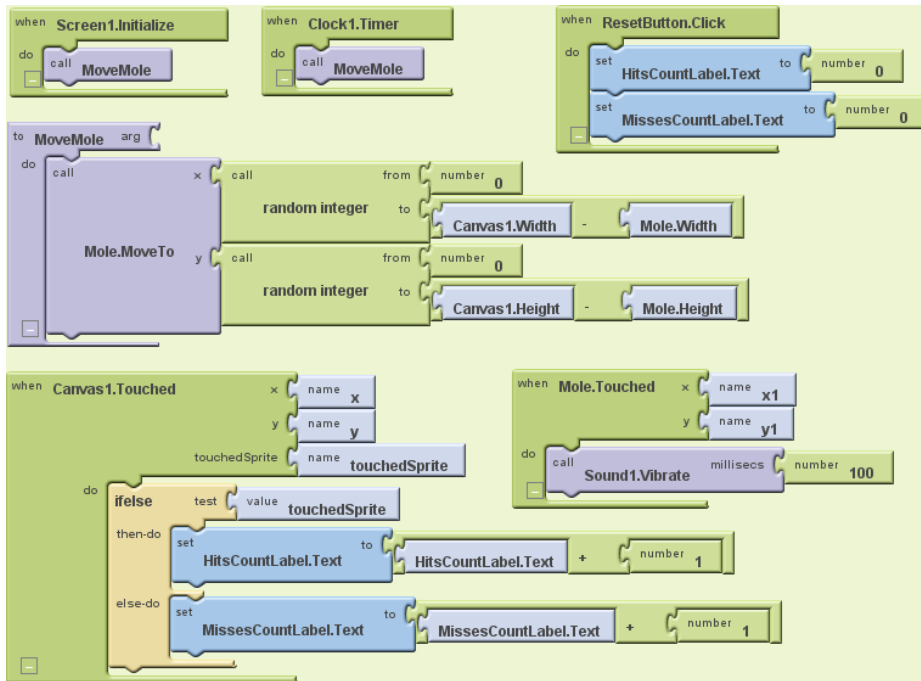 when Screen1.Initialize
do call MoveMole
when Clock1.Timer
do call MoveMole
when ResetButton.Click
do set HitsCountLabel.Text to number 0
set MissesCountLabel.Text to number 0
to MoveMole arg
do call Mole.MoveTo
x call random integer from number 0
to Canvas1.Width - Mole.Width
y call random integer from number 0
to Canvas1.Height - Mole.Height
when Canvas1.Touched x name x
y name y
touchedSprite name touchedSprite
do ifelse test value touchedSprite
then-do set HitsCountLabel.Text to HitsCountLabel.Text + number 1
else-do set MissesCountLabel.Text to MissesCountLabel.Text + number 1
when Mole.Touched x name x1
y name y1
do call Sound1.Vibrate millisecs number 100